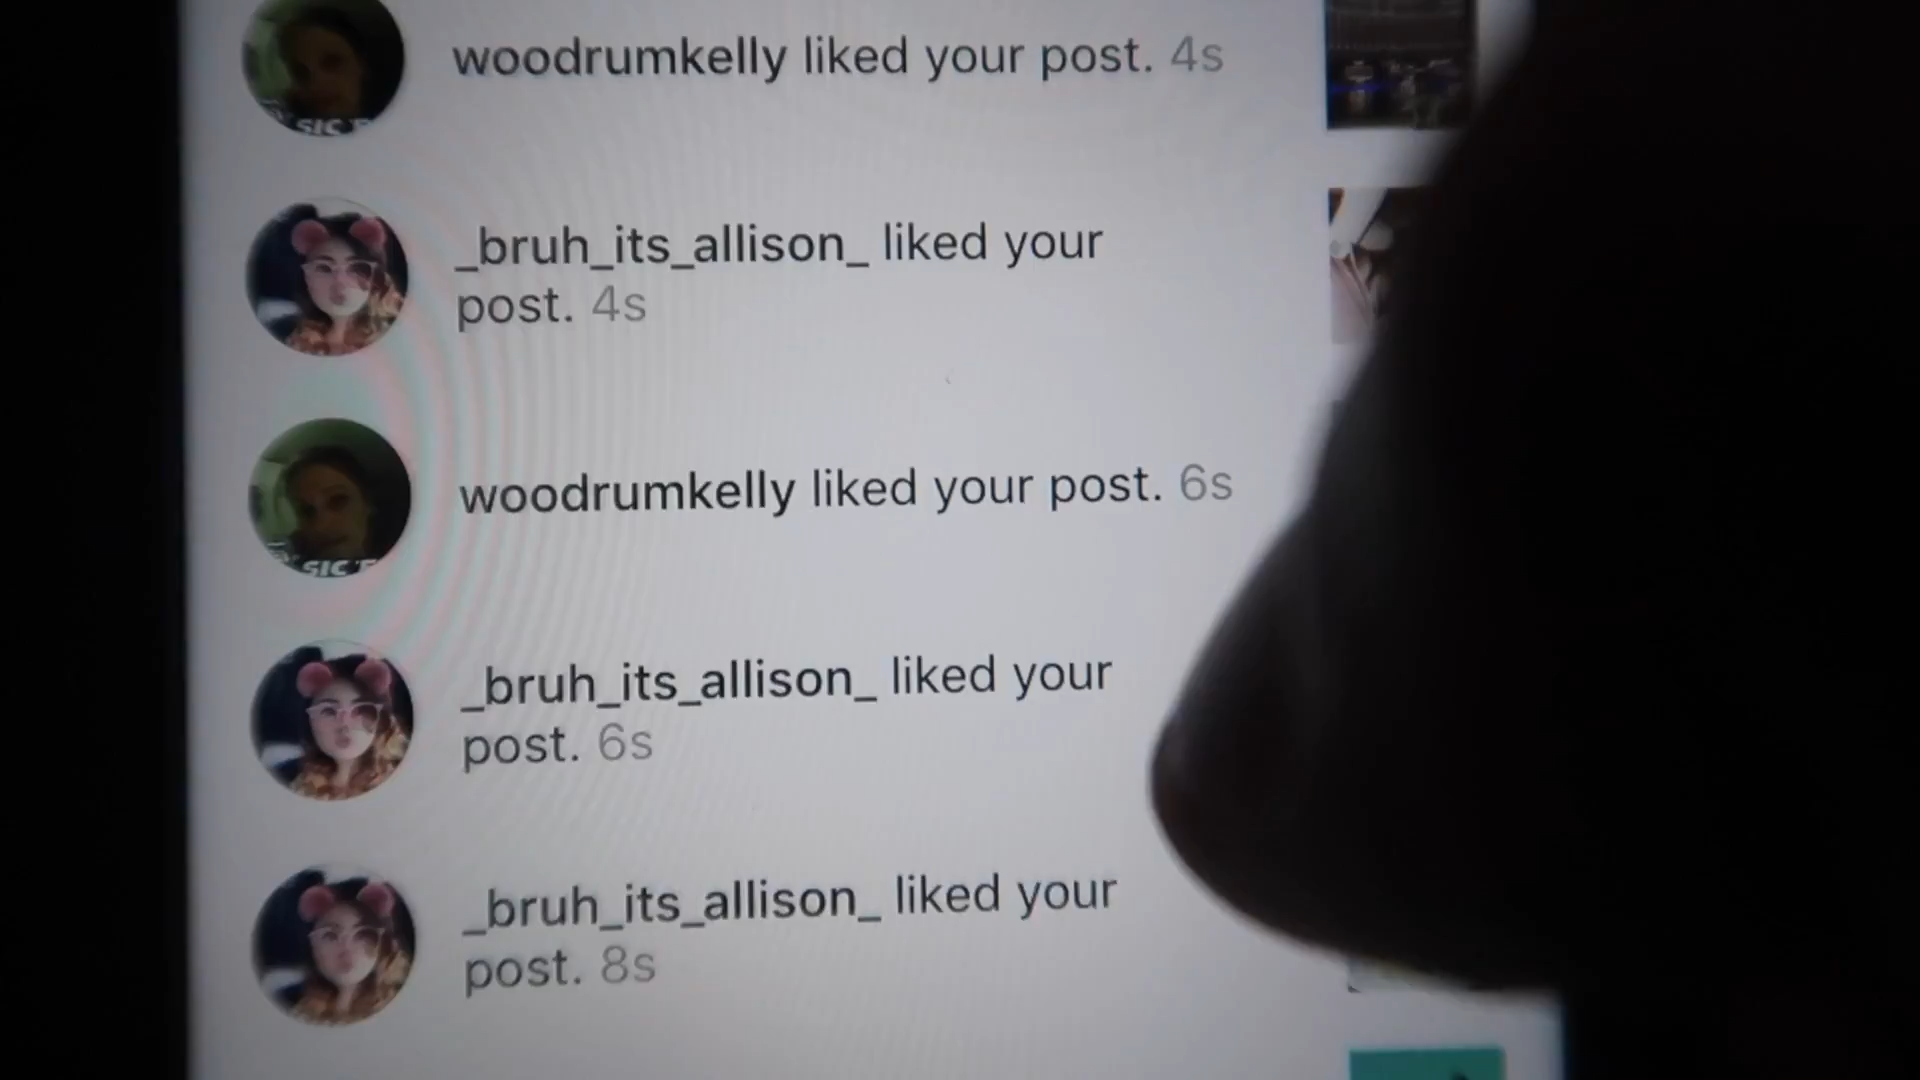 woodrumkelly liked your post. 4s
_bruh_its_allison_ liked your
post. 4s
woodrumkelly liked your post. 6s
_bruh_its_allison_ liked your
post. 6s
_bruh_its_allison_ liked your
post. 8s